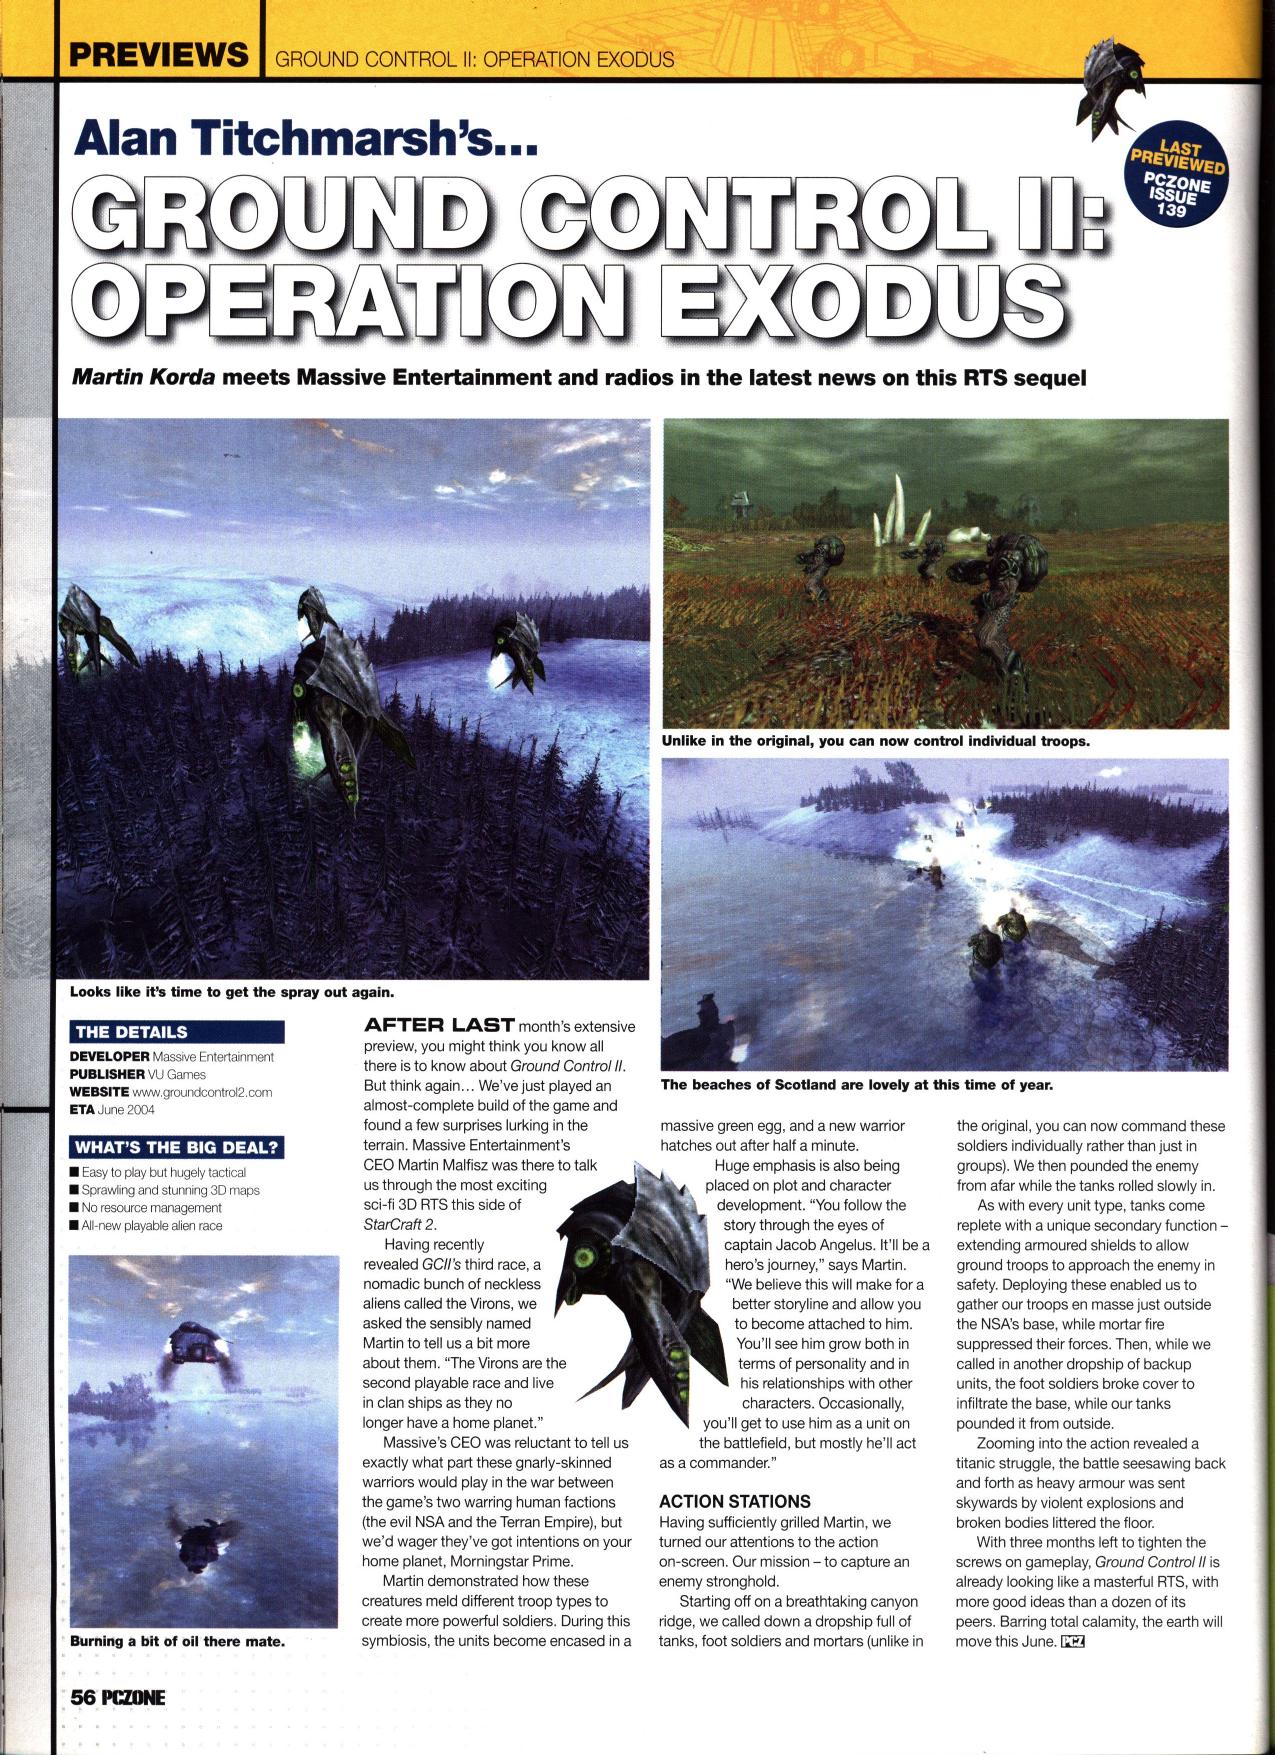 PREVIEWS
GROUND CONTROL II: OPERATION EXODUS
LAST
PREVIEWED
PCZONE
ISSUE
139
Alan Titchmarsh's...
GROUND CONTROL II:
OPERATION EXODUS
Martin Korda meets Massive Entertainment and radios in the latest news on this RTS sequel
Unlike in the original, you can now control individual troops.
Looks like it's time to get the spray out again.
The beaches of Scotland are lovely at this time of year.
THE DETAILS
DEVELOPER Massive Entertainment
PUBLISHER VU Games
WEBSITE www.groundcontrol2.com
ETA June 2004
WHAT'S THE BIG DEAL?
■ Easy to play but hugely tactical
■ Sprawling and stunning 3D maps
■ No resource management
■ All-new playable alien race
Burning a bit of oil there mate.
AFTER LAST month's extensive
preview, you might think you know all
there is to know about Ground Control II.
But think again... We've just played an
almost-complete build of the game and
found a few surprises lurking in the
terrain. Massive Entertainment's
CEO Martin Malfisz was there to talk
us through the most exciting
sci-fi 3D RTS this side of
StarCraft 2.
Having recently
revealed GCII's third race, a
nomadic bunch of neckless
aliens called the Virons, we
asked the sensibly named
Martin to tell us a bit more
about them. "The Virons are the
second playable race and live
in clan ships as they no
longer have a home planet."
Massive's CEO was reluctant to tell us
exactly what part these gnarly-skinned
warriors would play in the war between
the game's two warring human factions
(the evil NSA and the Terran Empire), but
we'd wager they've got intentions on your
home planet, Morningstar Prime.
Martin demonstrated how these
creatures meld different troop types to
create more powerful soldiers. During this
symbiosis, the units become encased in a
massive green egg, and a new warrior
hatches out after half a minute.
Huge emphasis is also being
placed on plot and character
development. "You follow the
story through the eyes of
captain Jacob Angelus. It'll be a
hero's journey," says Martin.
"We believe this will make for a
better storyline and allow you
to become attached to him.
You'll see him grow both in
terms of personality and in
his relationships with other
characters. Occasionally,
you'll get to use him as a unit on
the battlefield, but mostly he'll act
as a commander."
ACTION STATIONS
Having sufficiently grilled Martin, we
turned our attentions to the action
on-screen. Our mission – to capture an
enemy stronghold.
Starting off on a breathtaking canyon
ridge, we called down a dropship full of
tanks, foot soldiers and mortars (unlike in
the original, you can now command these
soldiers individually rather than just in
groups). We then pounded the enemy
from afar while the tanks rolled slowly in.
As with every unit type, tanks come
replete with a unique secondary function –
extending armoured shields to allow
ground troops to approach the enemy in
safety. Deploying these enabled us to
gather our troops en masse just outside
the NSA's base, while mortar fire
suppressed their forces. Then, while we
called in another dropship of backup
units, the foot soldiers broke cover to
infiltrate the base, while our tanks
pounded it from outside.
Zooming into the action revealed a
titanic struggle, the battle seesawing back
and forth as heavy armour was sent
skywards by violent explosions and
broken bodies littered the floor.
With three months left to tighten the
screws on gameplay, Ground Control II is
already looking like a masterful RTS, with
more good ideas than a dozen of its
peers. Barring total calamity, the earth will
move this June. PCZ
56 PCZONE